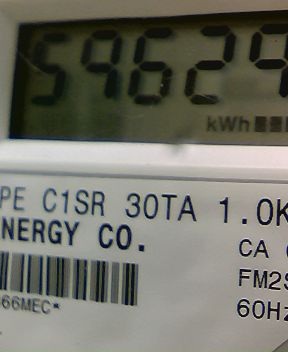 59629
kWh
PE C1SR 30TA 1.0K
NERGY CO.
CA
FM2S
60Hz
66MEC*